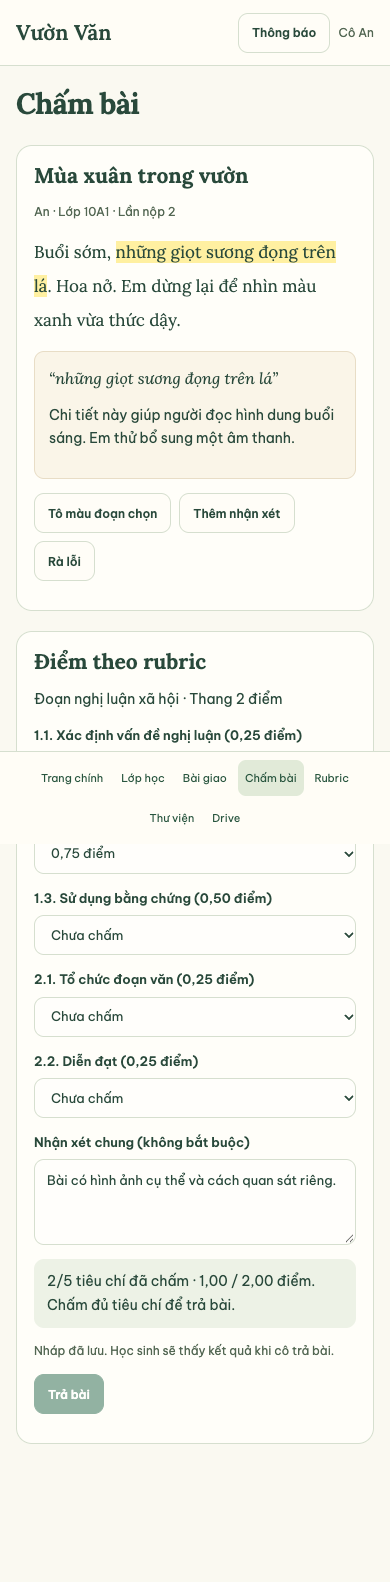 Vườn Văn
Thông báo
Cô An
Chấm bài
Mùa xuân trong vườn
An · Lớp 10A1 · Lần nộp 2
Buổi sớm, những giọt sương đọng trên
lá. Hoa nở. Em dừng lại để nhìn màu
xanh vừa thức dậy.
“những giọt sương đọng trên lá”
Chi tiết này giúp người đọc hình dung buổi
sáng. Em thử bổ sung một âm thanh.
Tô màu đoạn chọn
Thêm nhận xét
Rà lỗi
Điểm theo rubric
Đoạn nghị luận xã hội · Thang 2 điểm
1.1. Xác định vấn đề nghị luận (0,25 điểm)
Trang chính
Lớp học
Bài giao
Chấm bài
Rubric
Thư viện
Drive
0,75 điểm
1.3. Sử dụng bằng chứng (0,50 điểm)
Chưa chấm
2.1. Tổ chức đoạn văn (0,25 điểm)
Chưa chấm
2.2. Diễn đạt (0,25 điểm)
Chưa chấm
Nhận xét chung (không bắt buộc)
Bài có hình ảnh cụ thể và cách quan sát riêng.
2/5 tiêu chí đã chấm · 1,00 / 2,00 điểm.
Chấm đủ tiêu chí để trả bài.
Nháp đã lưu. Học sinh sẽ thấy kết quả khi cô trả bài.
Trả bài